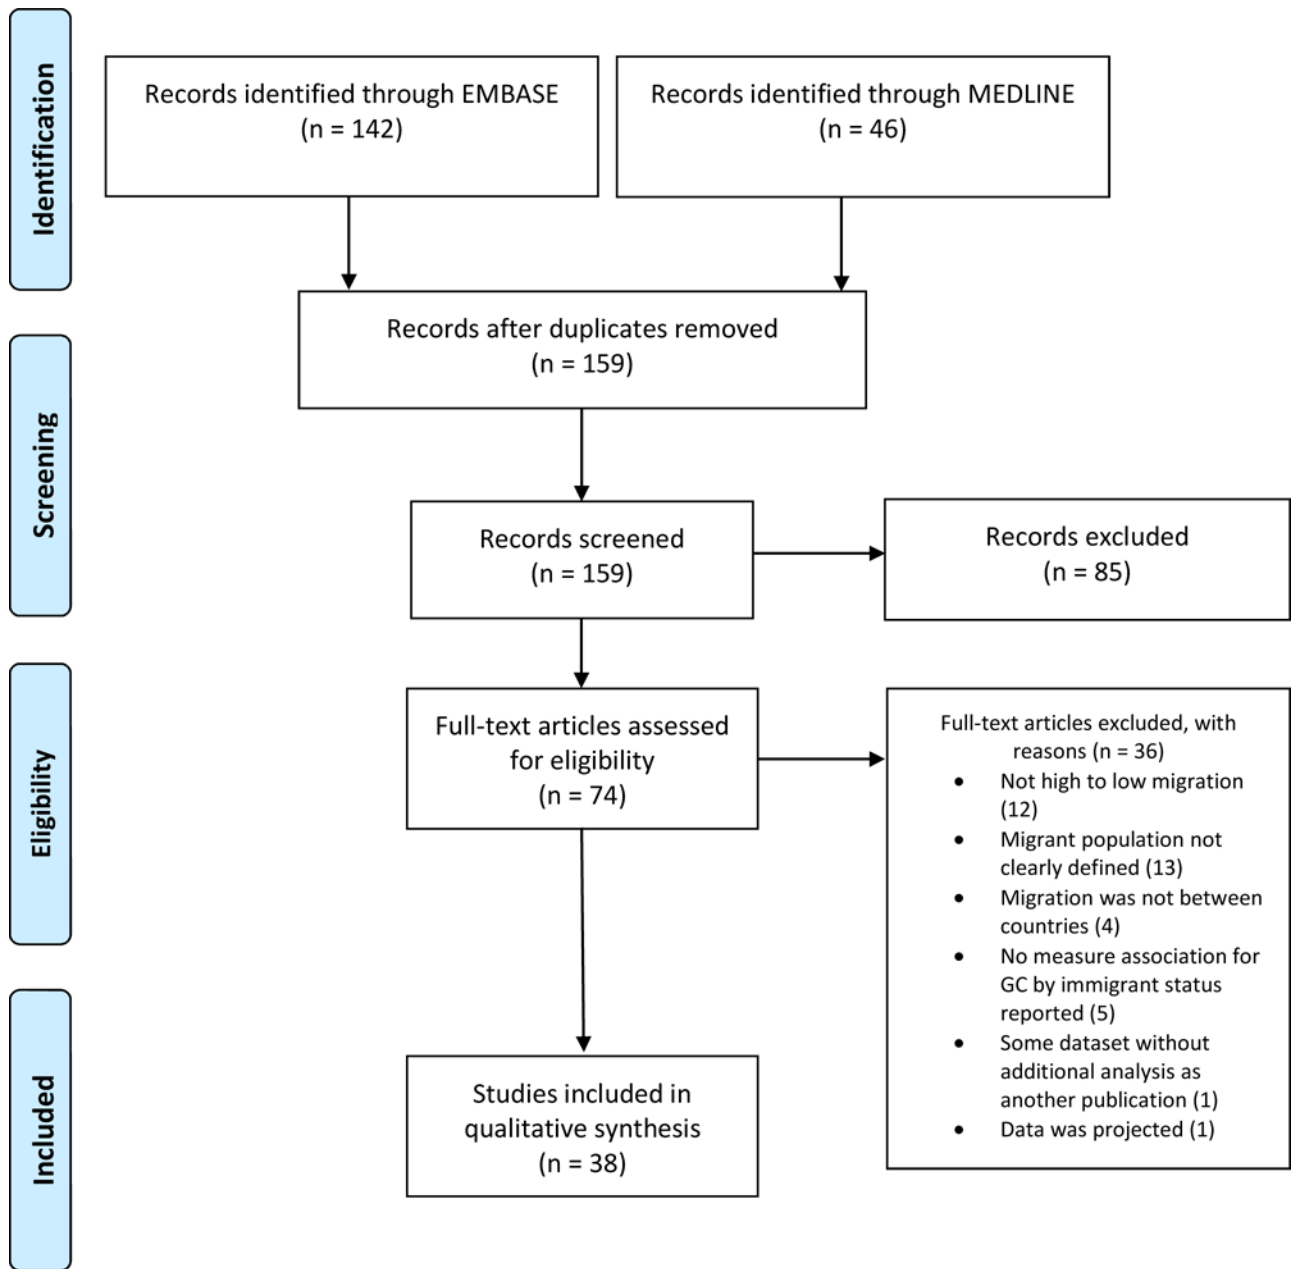 Identification
Records identified through EMBASE
(n = 142)
Records identified through MEDLINE
(n = 46)
Records after duplicates removed
(n = 159)
Screening
Records screened
(n = 159)
Records excluded
(n = 85)
Eligibility
Full-text articles assessed
for eligibility
(n = 74)
Full-text articles excluded, with
reasons (n = 36)
• Not high to low migration
(12)
• Migrant population not
clearly defined (13)
• Migration was not between
countries (4)
• No measure association for
GC by immigrant status
reported (5)
• Some dataset without
additional analysis as
another publication (1)
• Data was projected (1)
Included
Studies included in
qualitative synthesis
(n = 38)